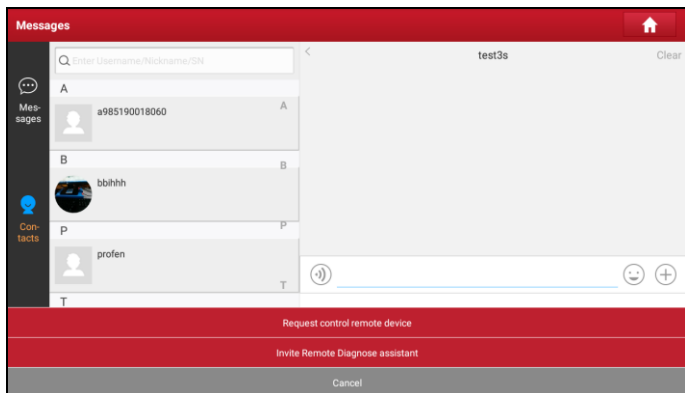 Messages
Enter Username/Nickname/SN
test3s
Clear
A
Mes-
sages
a985190018060
A
B
B
bbihhh
Con-
tacts
P
P
profen
T
T
Request control remote device
Invite Remote Diagnose assistant
Cancel